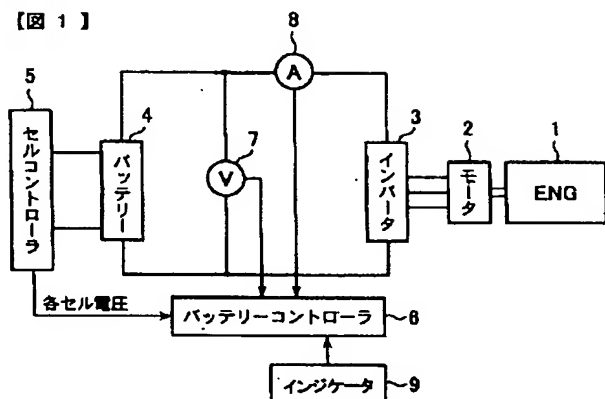 【図 1 】
8
A
5
セルコントローラ
4
バッテリー
7
V
3
インバータ
2
モータ
1
ENG
各セル電圧
バッテリーコントローラ
6
インジケータ
9